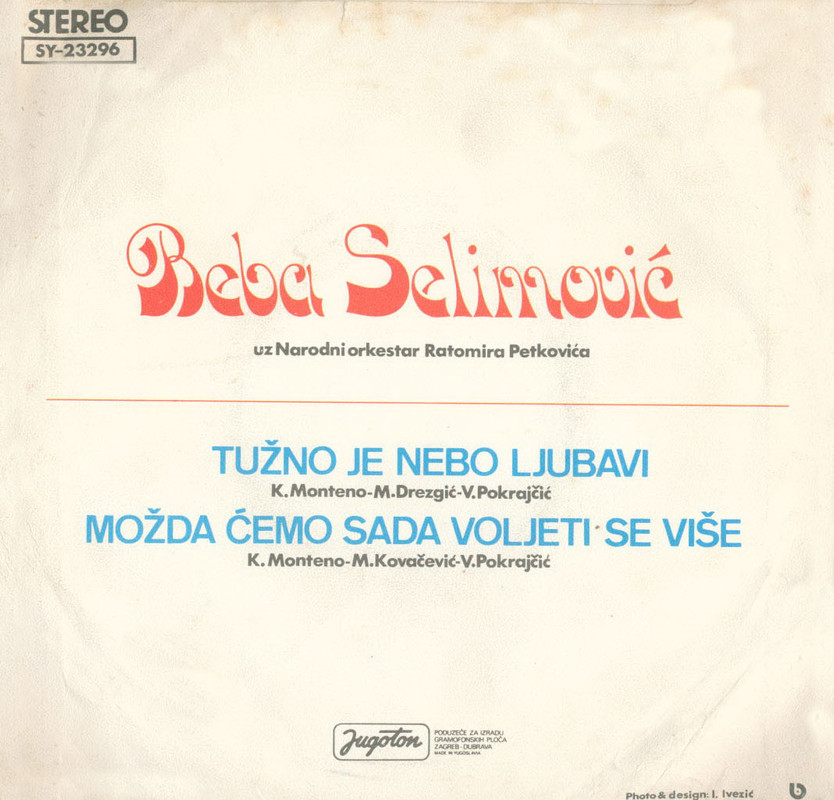 STEREO
SY-23296
Beba Selimović
uz Narodni orkestar Ratomira Petkovića
TUŽNO JE NEBO LJUBAVI
K. Monteno-M. Drezgić-V. Pokrajčić
MOŽDA ĆEMO SADA VOLJETI SE VIŠE
K. Monteno-M. Kovačević-V. Pokrajčić
Jugoton
PODUZEĆE ZA IZRADU
GRAMOFONSKIH PLOČA
ZAGREB - DUBRAVA
MADE IN YUGOSLAVIA
Photo & design: I. Ivezić
b